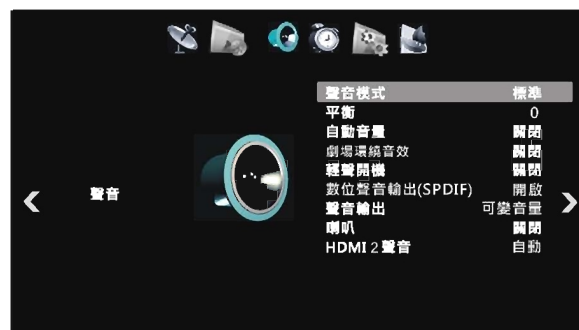 聲音
聲音模式 標準
平衡 0
自動音量 關閉
劇場環繞音效 關閉
輕聲開機 關閉
數位聲音輸出(SPDIF) 開啟
聲音輸出 可變音量
喇叭 關閉
HDMI 2 聲音 自動